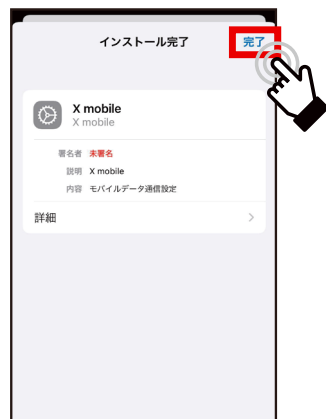 インストール完了
完了
X mobile
X mobile
署名者 未署名
説明 X mobile
内容 モバイルデータ通信設定
詳細